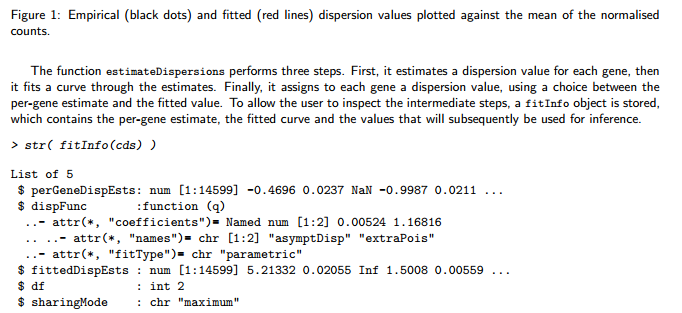 Figure 1: Empirical (black dots) and fitted (red lines) dispersion values plotted against the mean of the normalised
counts.
The function estimateDispersions performs three steps. First, it estimates a dispersion value for each gene, then
it fits a curve through the estimates. Finally, it assigns to each gene a dispersion value, using a choice between the
per-gene estimate and the fitted value. To allow the user to inspect the intermediate steps, a fitInfo object is stored,
which contains the per-gene estimate, the fitted curve and the values that will subsequently be used for inference.
> str( fitInfo(cds) )
List of 5
$ perGeneDispEsts: num [1:14599] -0.4696 0.0237 NaN -0.9987 0.0211 ...
$ dispFunc :function (q)
..- attr(*, "coefficients")= Named num [1:2] 0.00524 1.16816
.. ..- attr(*, "names")= chr [1:2] "asymptDisp" "extraPois"
..- attr(*, "fitType")= chr "parametric"
$ fittedDispEsts : num [1:14599] 5.21332 0.02055 Inf 1.5008 0.00559 ...
$ df : int 2
$ sharingMode : chr "maximum"